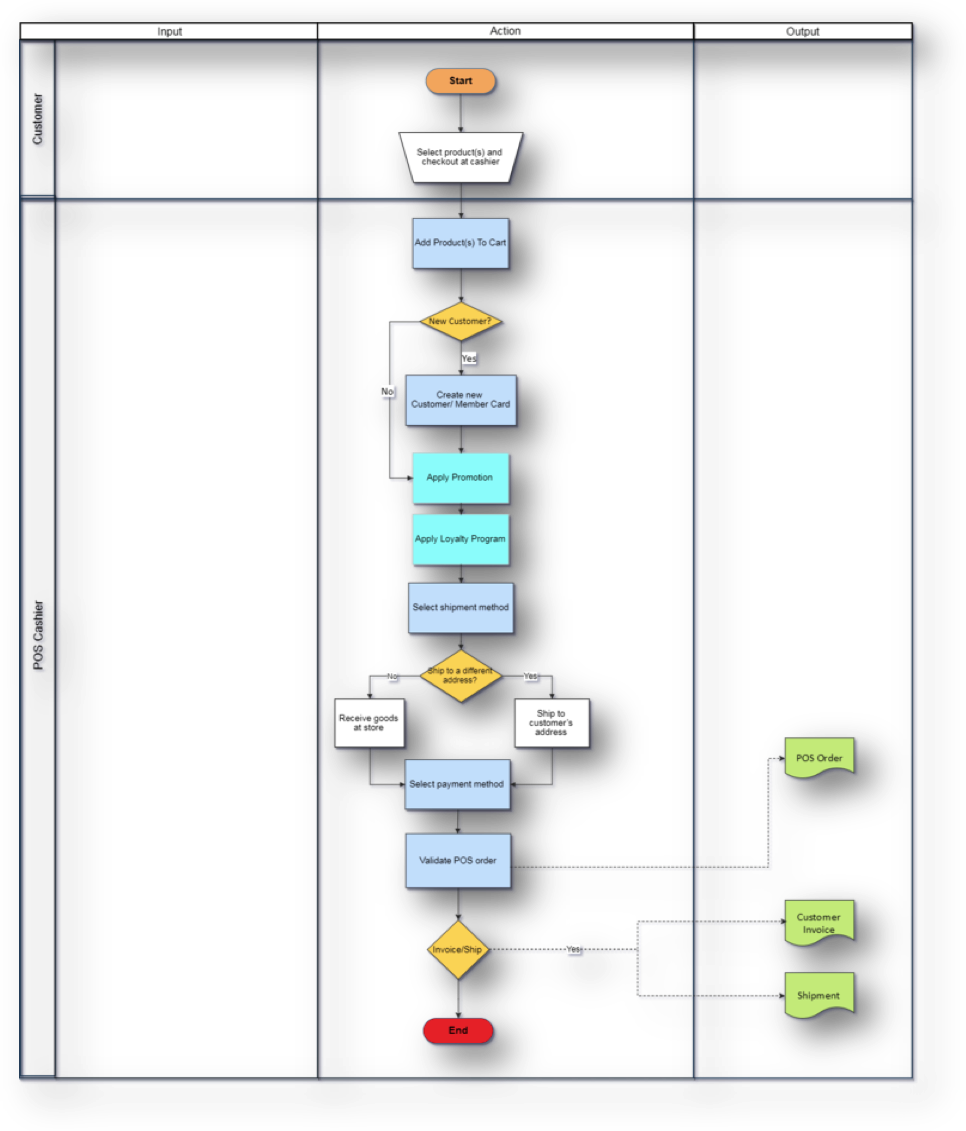 Input
Action
Output
Customer
Start
Select product(s) and
checkout at cashier
POS Cashier
Add Product(s) To Cart
New Customer?
Yes
No
Create new
Customer/ Member Card
Apply Promotion
Apply Loyalty Program
Select shipment method
Ship to a different
address?
No
Yes
Receive goods
at store
Ship to
customer's
address
Select payment method
POS Order
Validate POS order
Customer
Invoice
Invoice/Ship
Yes
Shipment
End